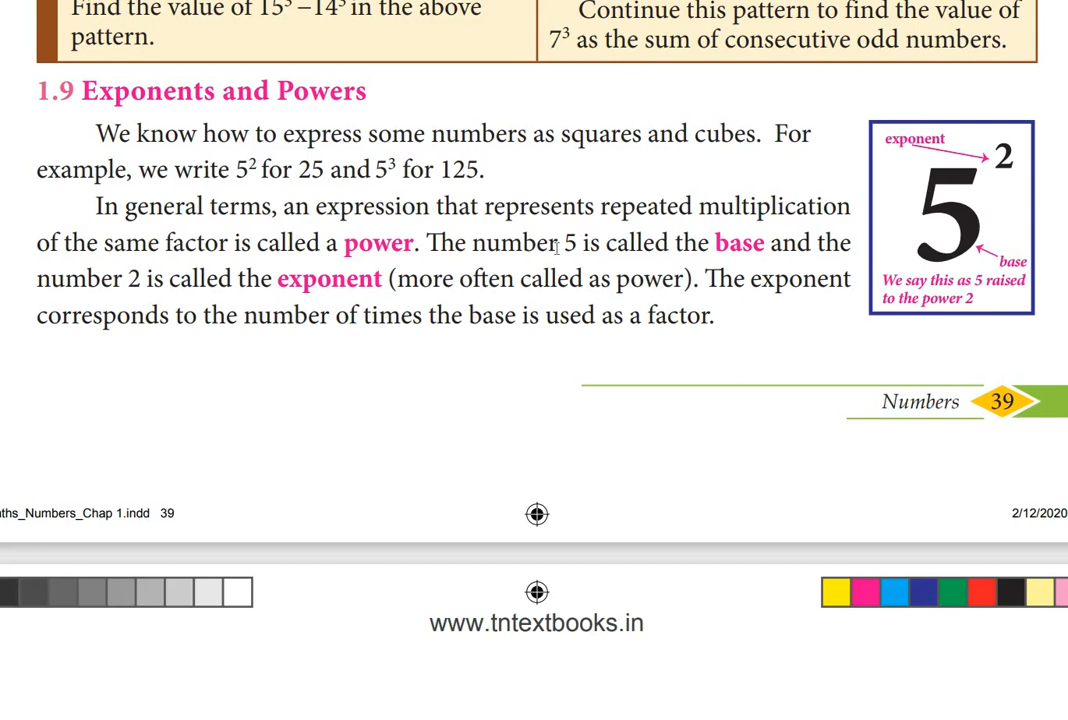 Find the value of 15³ –14³ in the above
pattern.
Continue this pattern to find the value of
7³ as the sum of consecutive odd numbers.
1.9 Exponents and Powers
We know how to express some numbers as squares and cubes. For
example, we write 5² for 25 and 5³ for 125.
In general terms, an expression that represents repeated multiplication
of the same factor is called a power. The number 5 is called the base and the
number 2 is called the exponent (more often called as power). The exponent
corresponds to the number of times the base is used as a factor.
exponent
2
5
base
We say this as 5 raised
to the power 2
Numbers 39
ths_Numbers_Chap 1.indd 39
2/12/2020
www.tntextbooks.in